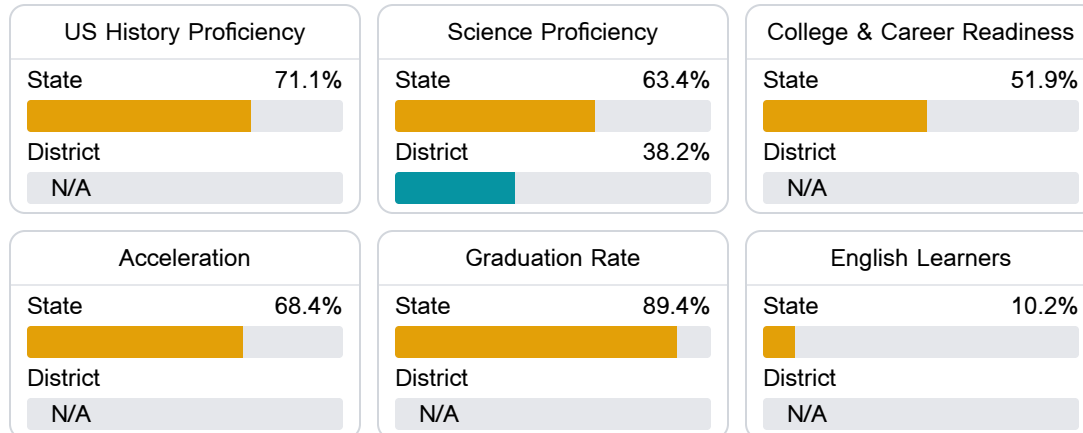 US History Proficiency
State 71.1%
District
N/A
Science Proficiency
State 63.4%
District 38.2%
College & Career Readiness
State 51.9%
District
N/A
Acceleration
State 68.4%
District
N/A
Graduation Rate
State 89.4%
District
N/A
English Learners
State 10.2%
District
N/A